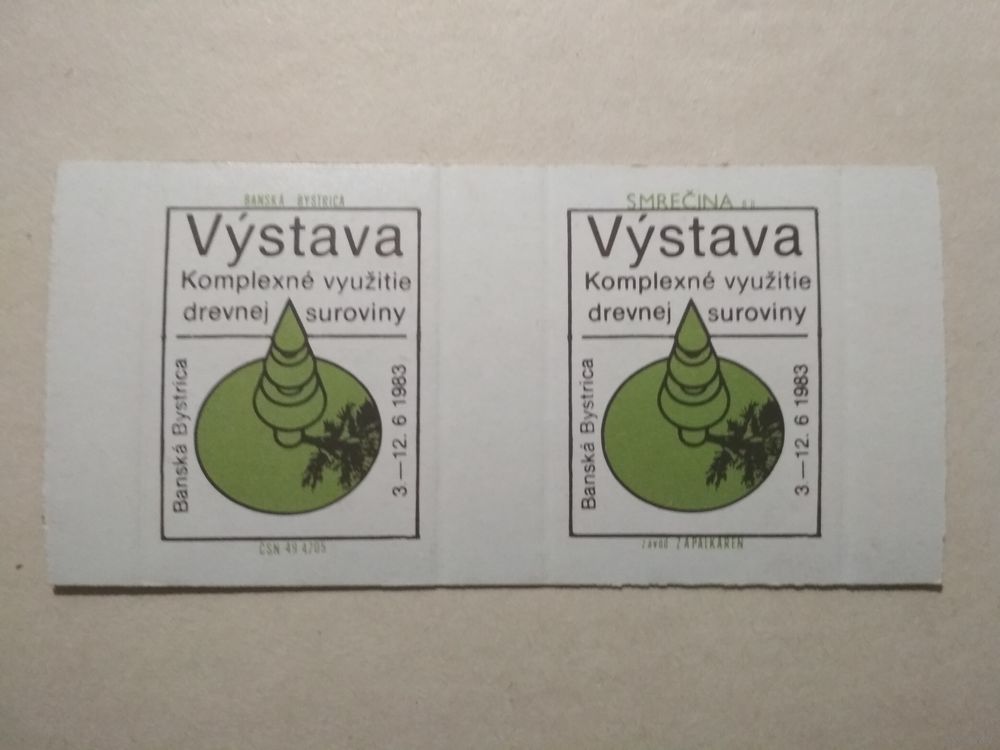 BANSKÁ BYSTRICA
Výstava
Komplexné využitie
drevnej suroviny
Banská Bystrica
3.—12. 6 1983
ČSN 49 4705
SMREČINA n.p.
Výstava
Komplexné využitie
drevnej suroviny
Banská Bystrica
3.—12. 6 1983
závod ZÁPALKÁREŇ